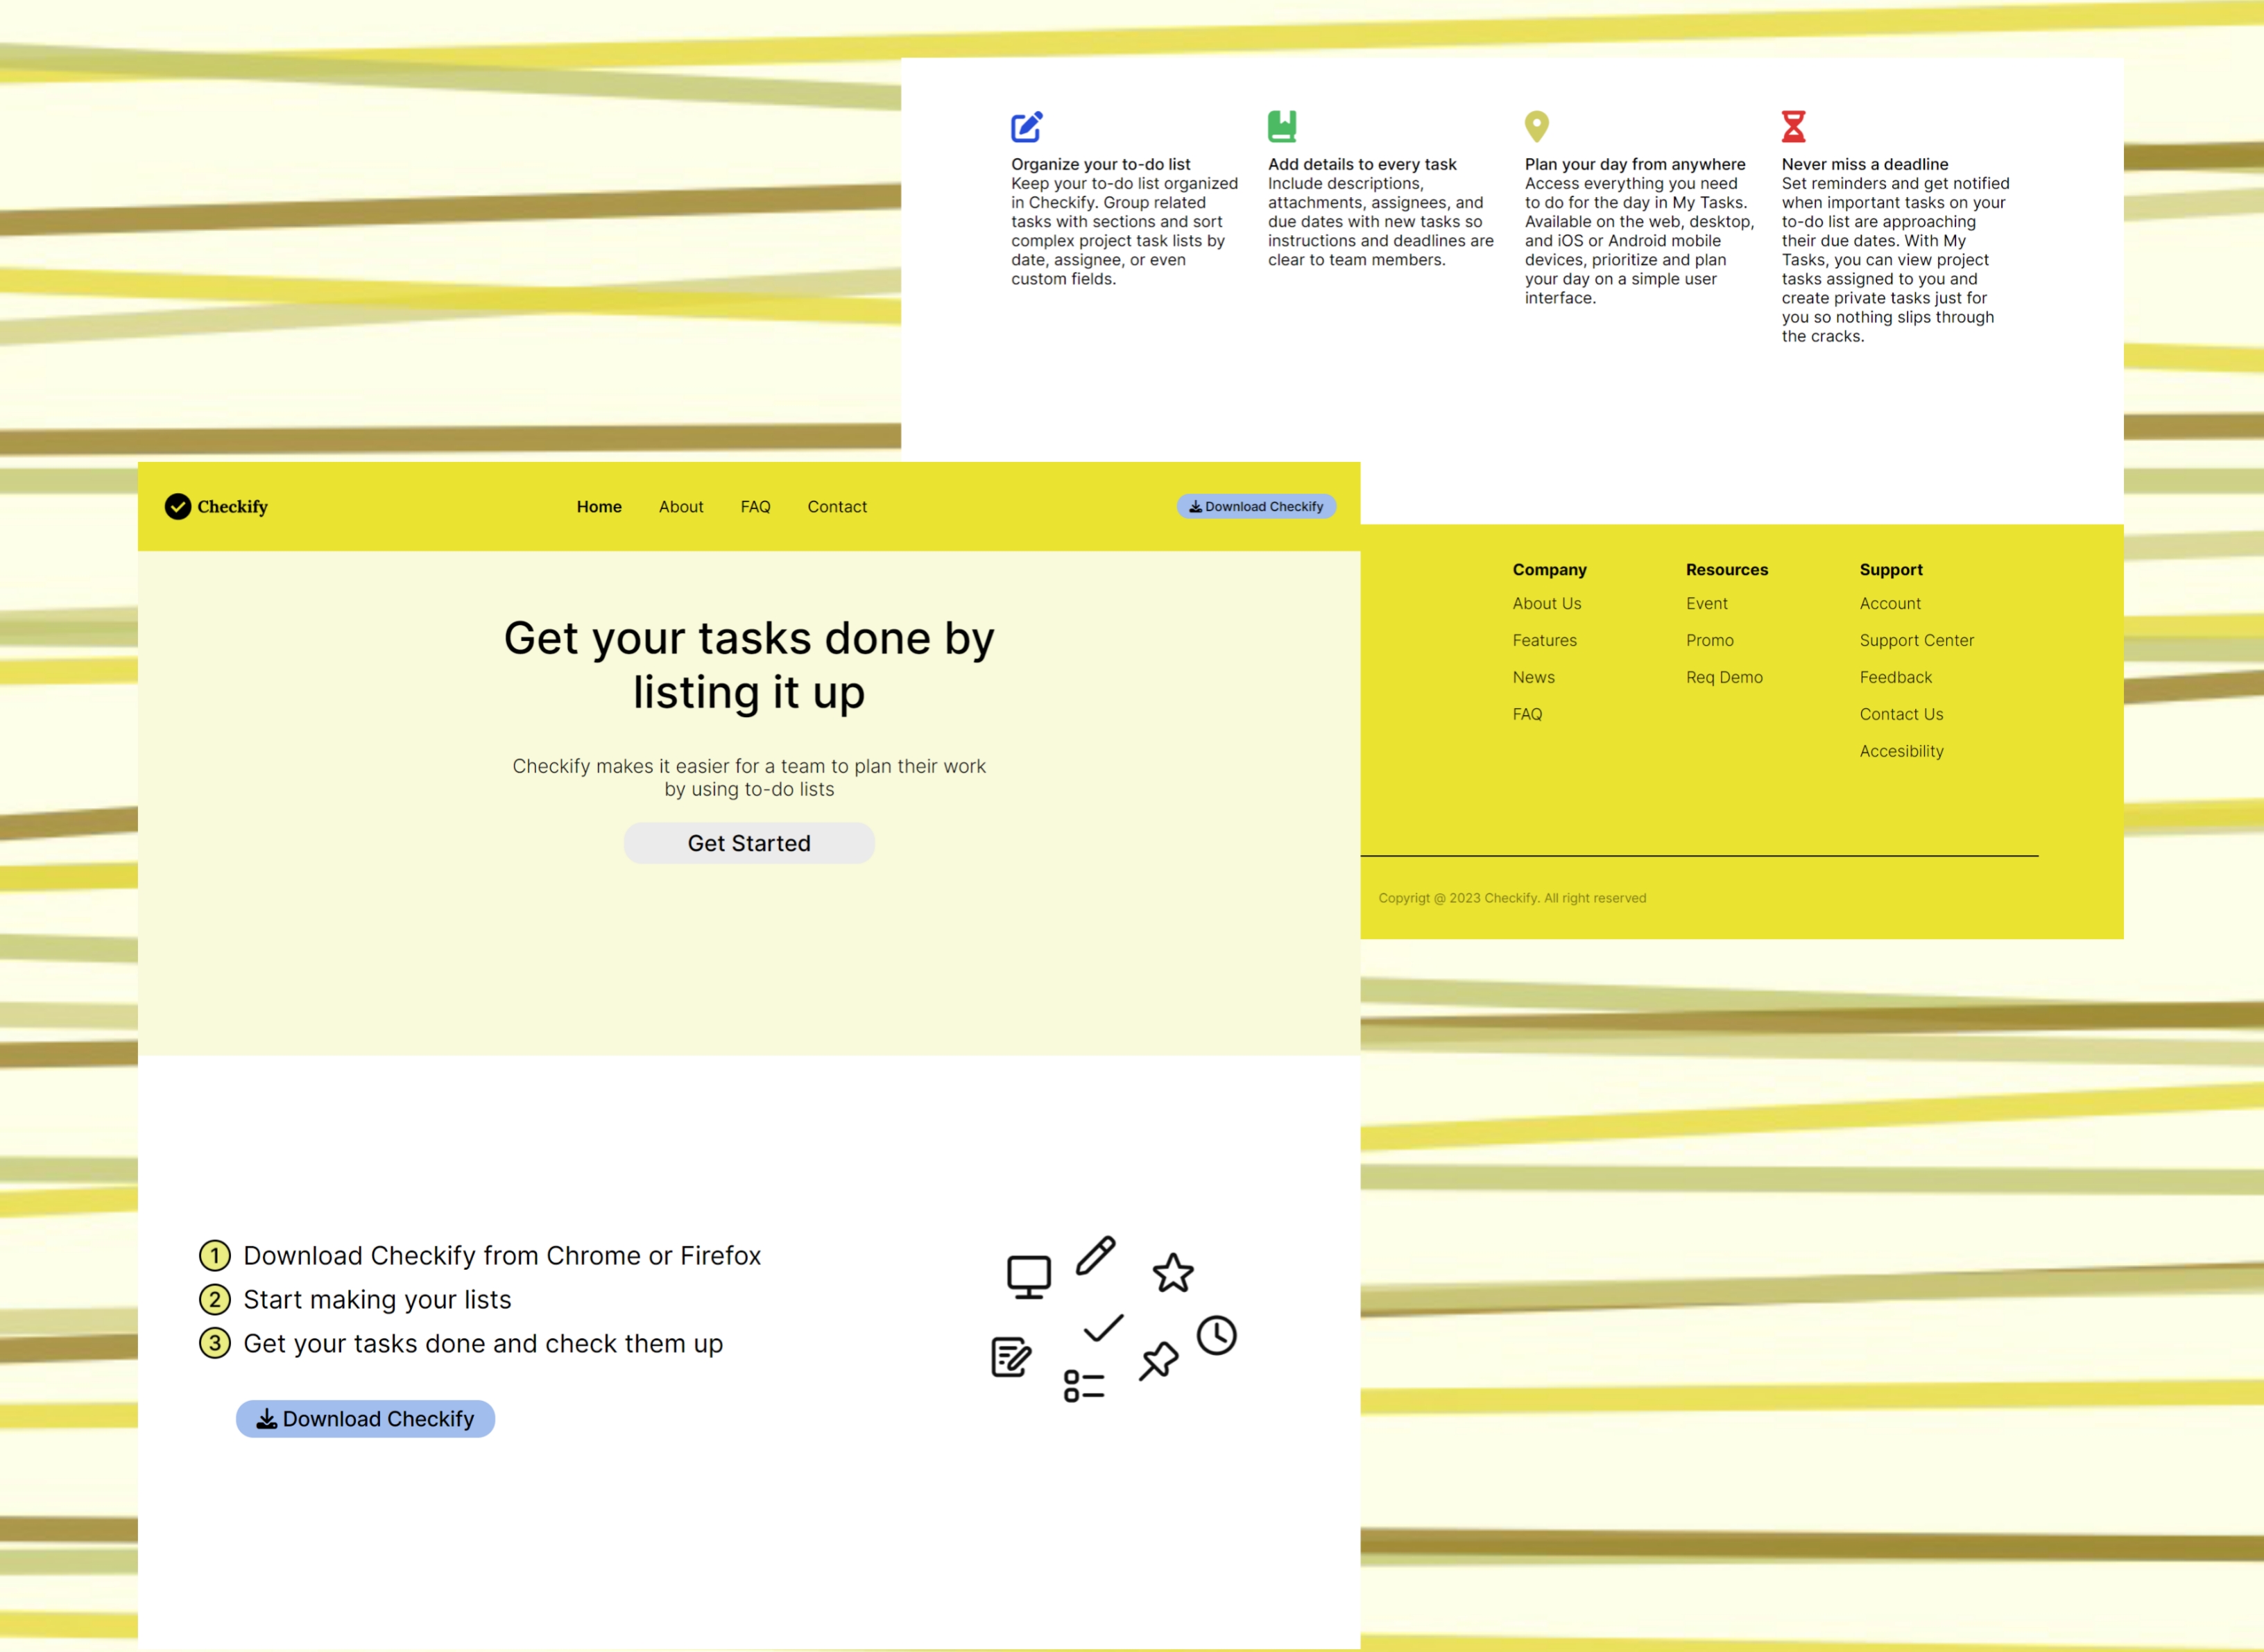 Organize your to-do list
Keep your to-do list organized
in Checkify. Group related
tasks with sections and sort
complex project task lists by
date, assignee, or even
custom fields.
Add details to every task
Include descriptions,
attachments, assignees, and
due dates with new tasks so
instructions and deadlines are
clear to team members.
Plan your day from anywhere
Access everything you need
to do for the day in My Tasks.
Available on the web, desktop,
and iOS or Android mobile
devices, prioritize and plan
your day on a simple user
interface.
Never miss a deadline
Set reminders and get notified
when important tasks on your
to-do list are approaching
their due dates. With My
Tasks, you can view project
tasks assigned to you and
create private tasks just for
you so nothing slips through
the cracks.
Checkify
Home
About
FAQ
Contact
Download Checkify
Get your tasks done by
listing it up
Checkify makes it easier for a team to plan their work
by using to-do lists
Get Started
1 Download Checkify from Chrome or Firefox
2 Start making your lists
3 Get your tasks done and check them up
Download Checkify
Company
About Us
Features
News
FAQ
Resources
Event
Promo
Req Demo
Support
Account
Support Center
Feedback
Contact Us
Accesibility
Copyrigt @ 2023 Checkify. All right reserved